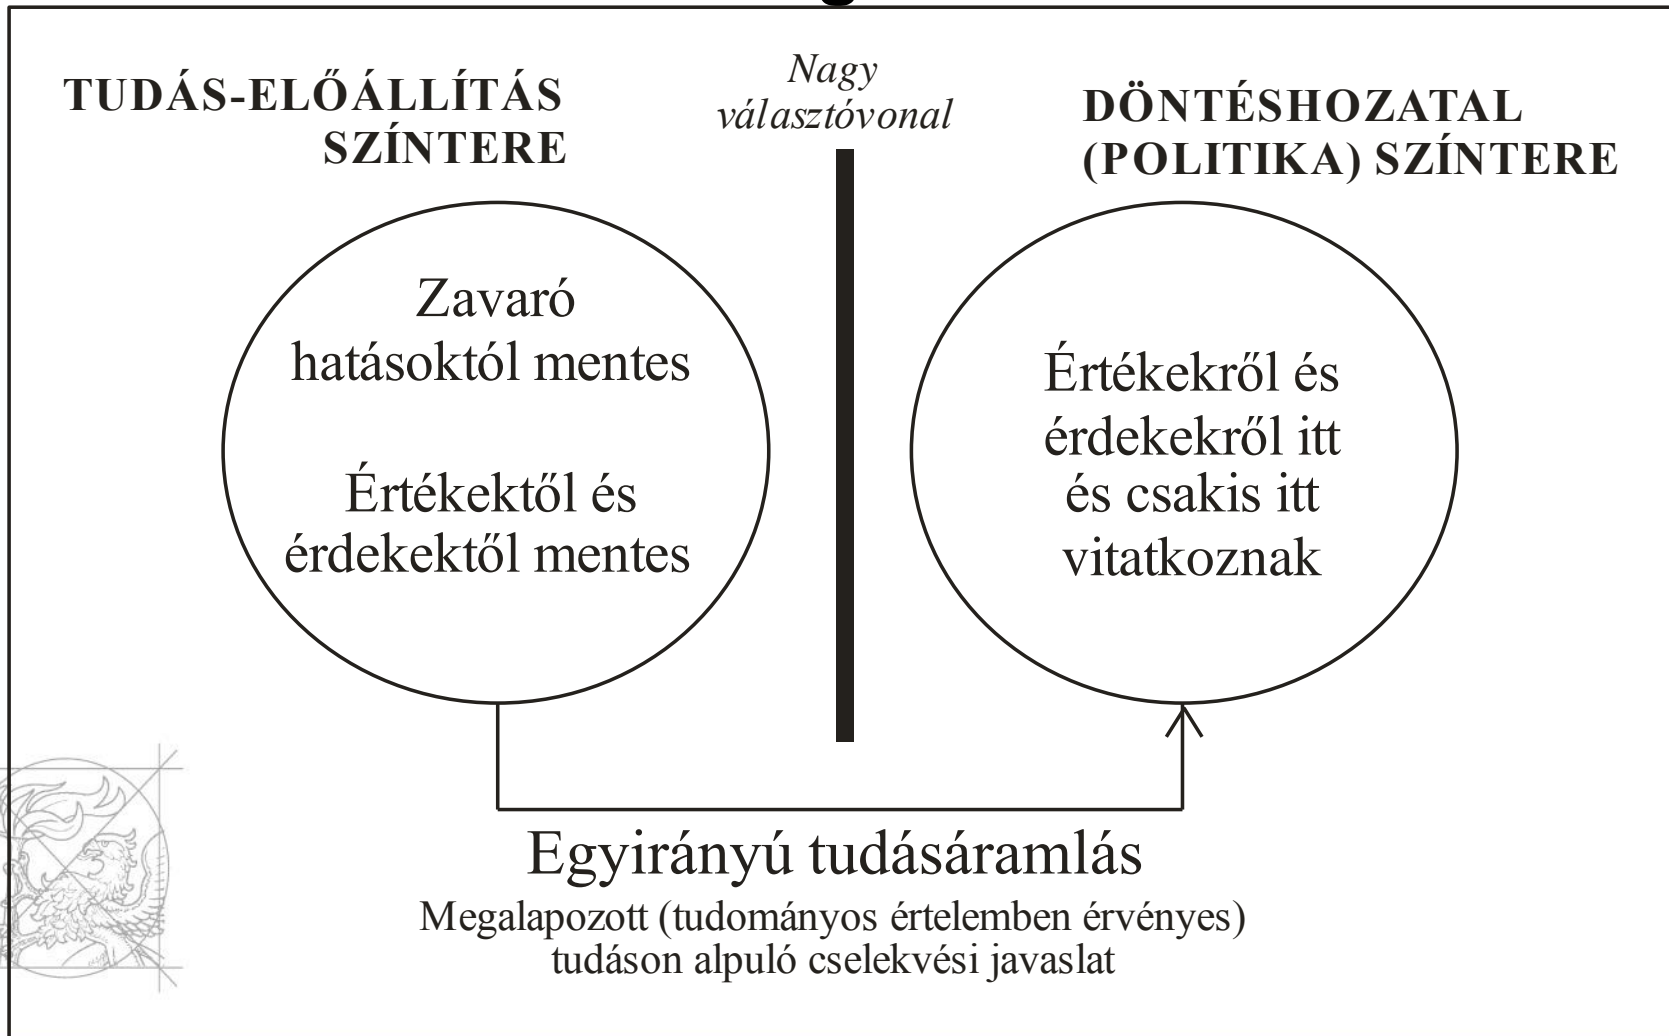 TUDÁS-ELŐÁLLÍTÁS
SZÍNTERE
Nagy
választóvonal
DÖNTÉSHOZATAL
(POLITIKA) SZÍNTERE
Zavaró
hatásoktól mentes
Értékektől és
érdekektől mentes
Értékekről és
érdekekről itt
és csakis itt
vitatkoznak
Egyirányú tudásáramlás
Megalapozott (tudományos értelemben érvényes)
tudáson alpuló cselekvési javaslat